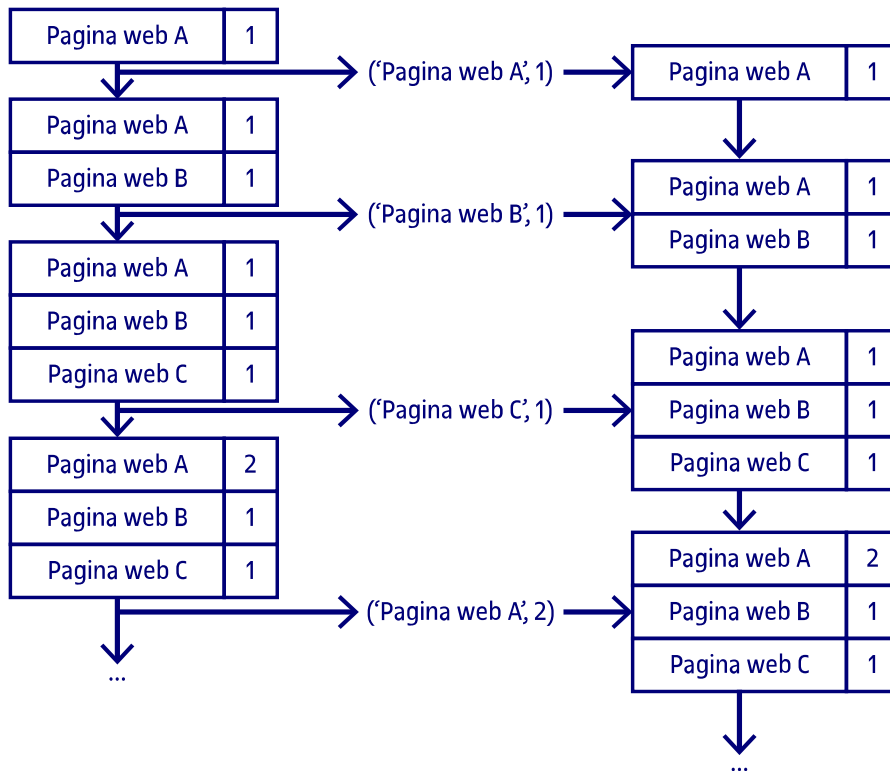 Pagina web A 1
('Pagina web A', 1)
Pagina web A 1
Pagina web A 1
Pagina web B 1
('Pagina web B', 1)
Pagina web A 1
Pagina web B 1
Pagina web A 1
Pagina web B 1
Pagina web C 1
('Pagina web C', 1)
Pagina web A 1
Pagina web B 1
Pagina web C 1
Pagina web A 2
Pagina web B 1
Pagina web C 1
('Pagina web A', 2)
Pagina web A 2
Pagina web B 1
Pagina web C 1
...
...